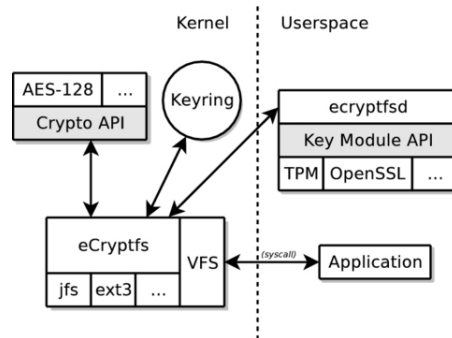 Kernel
Userspace
AES-128
...
Crypto API
Keyring
ecryptfsd
Key Module API
TPM
OpenSSL
...
eCryptfs
VFS
jfs
ext3
...
(syscall)
Application